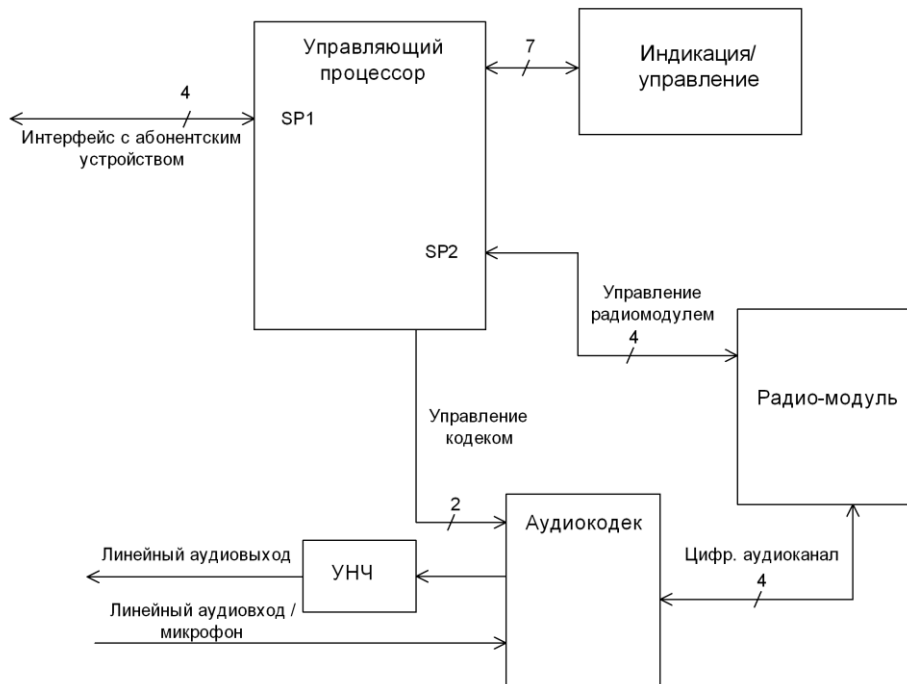 Управляющий
процессор
7
Индикация/
управление
4
SP1
Интерфейс с абонентским
устройством
SP2
Управление
радиомодулем
4
Радио-модуль
Управление
кодеком
2
Аудиокодек
Линейный аудиовыход
УНЧ
Цифр. аудиоканал
4
Линейный аудиовход /
микрофон